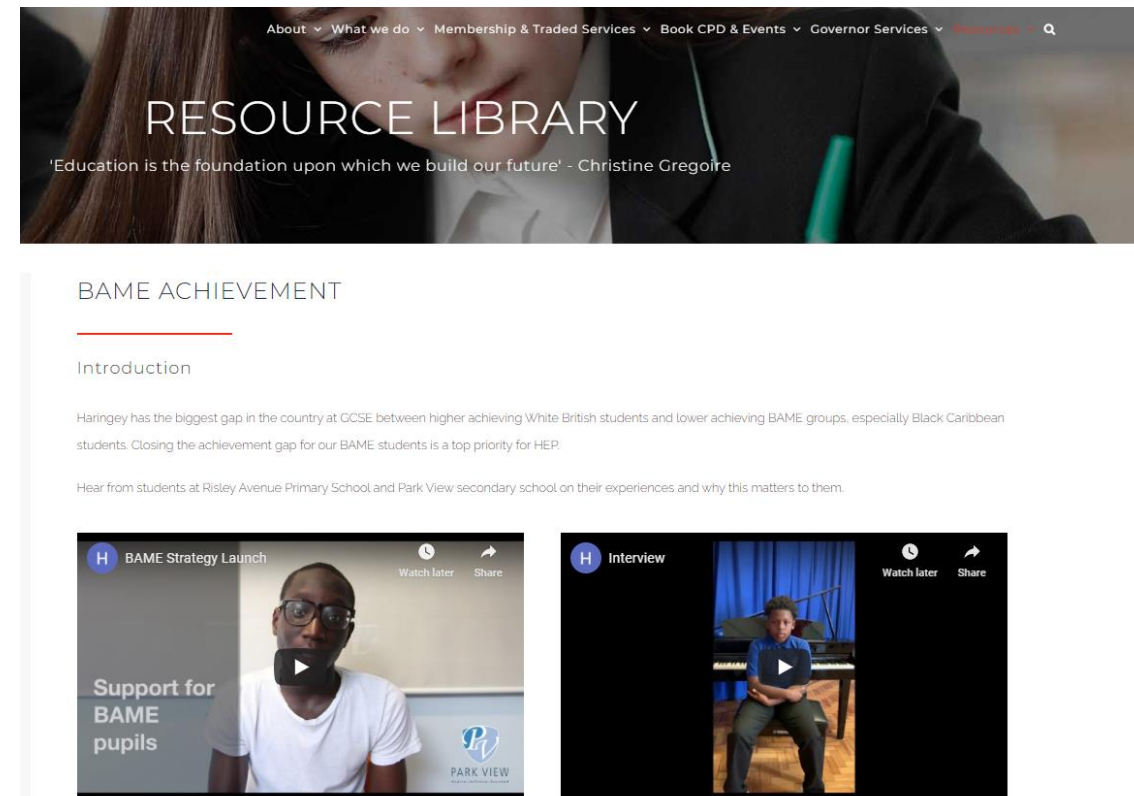 About What we do Membership & Traded Services Book CPD & Events Governor Services Resources
RESOURCE LIBRARY
'Education is the foundation upon which we build our future' - Christine Gregoire
BAME ACHIEVEMENT
Introduction
Haringey has the biggest gap in the country at GCSE between higher achieving White British students and lower achieving BAME groups, especially Black Caribbean
students. Closing the achievement gap for our BAME students is a top priority for HEP.
Hear from students at Risley Avenue Primary School and Park View secondary school on their experiences and why this matters to them.
H BAME Strategy Launch
Watch later Share
Support for
BAME
pupils
PV
PARK VIEW
H Interview
Watch later Share